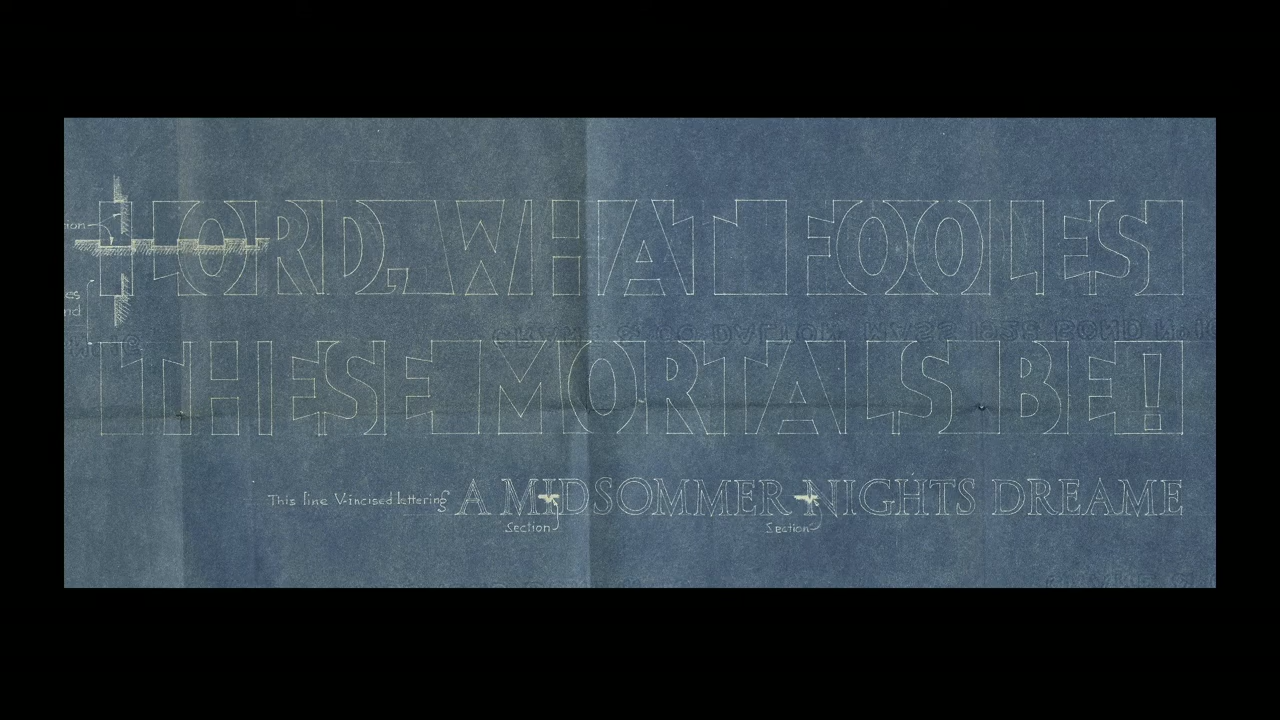 LORD, WHAT FOOLES
THESE MORTALS BE!
This line V-incised lettering A MIDSOMMER NIGHTS DREAME
Section
Section